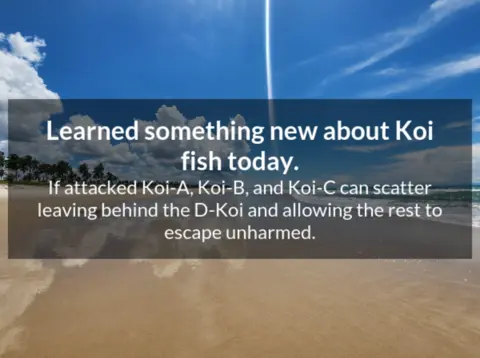 Learned something new about Koi
fish today.
If attacked Koi-A, Koi-B, and Koi-C can scatter
leaving behind the D-Koi and allowing the rest to
escape unharmed.